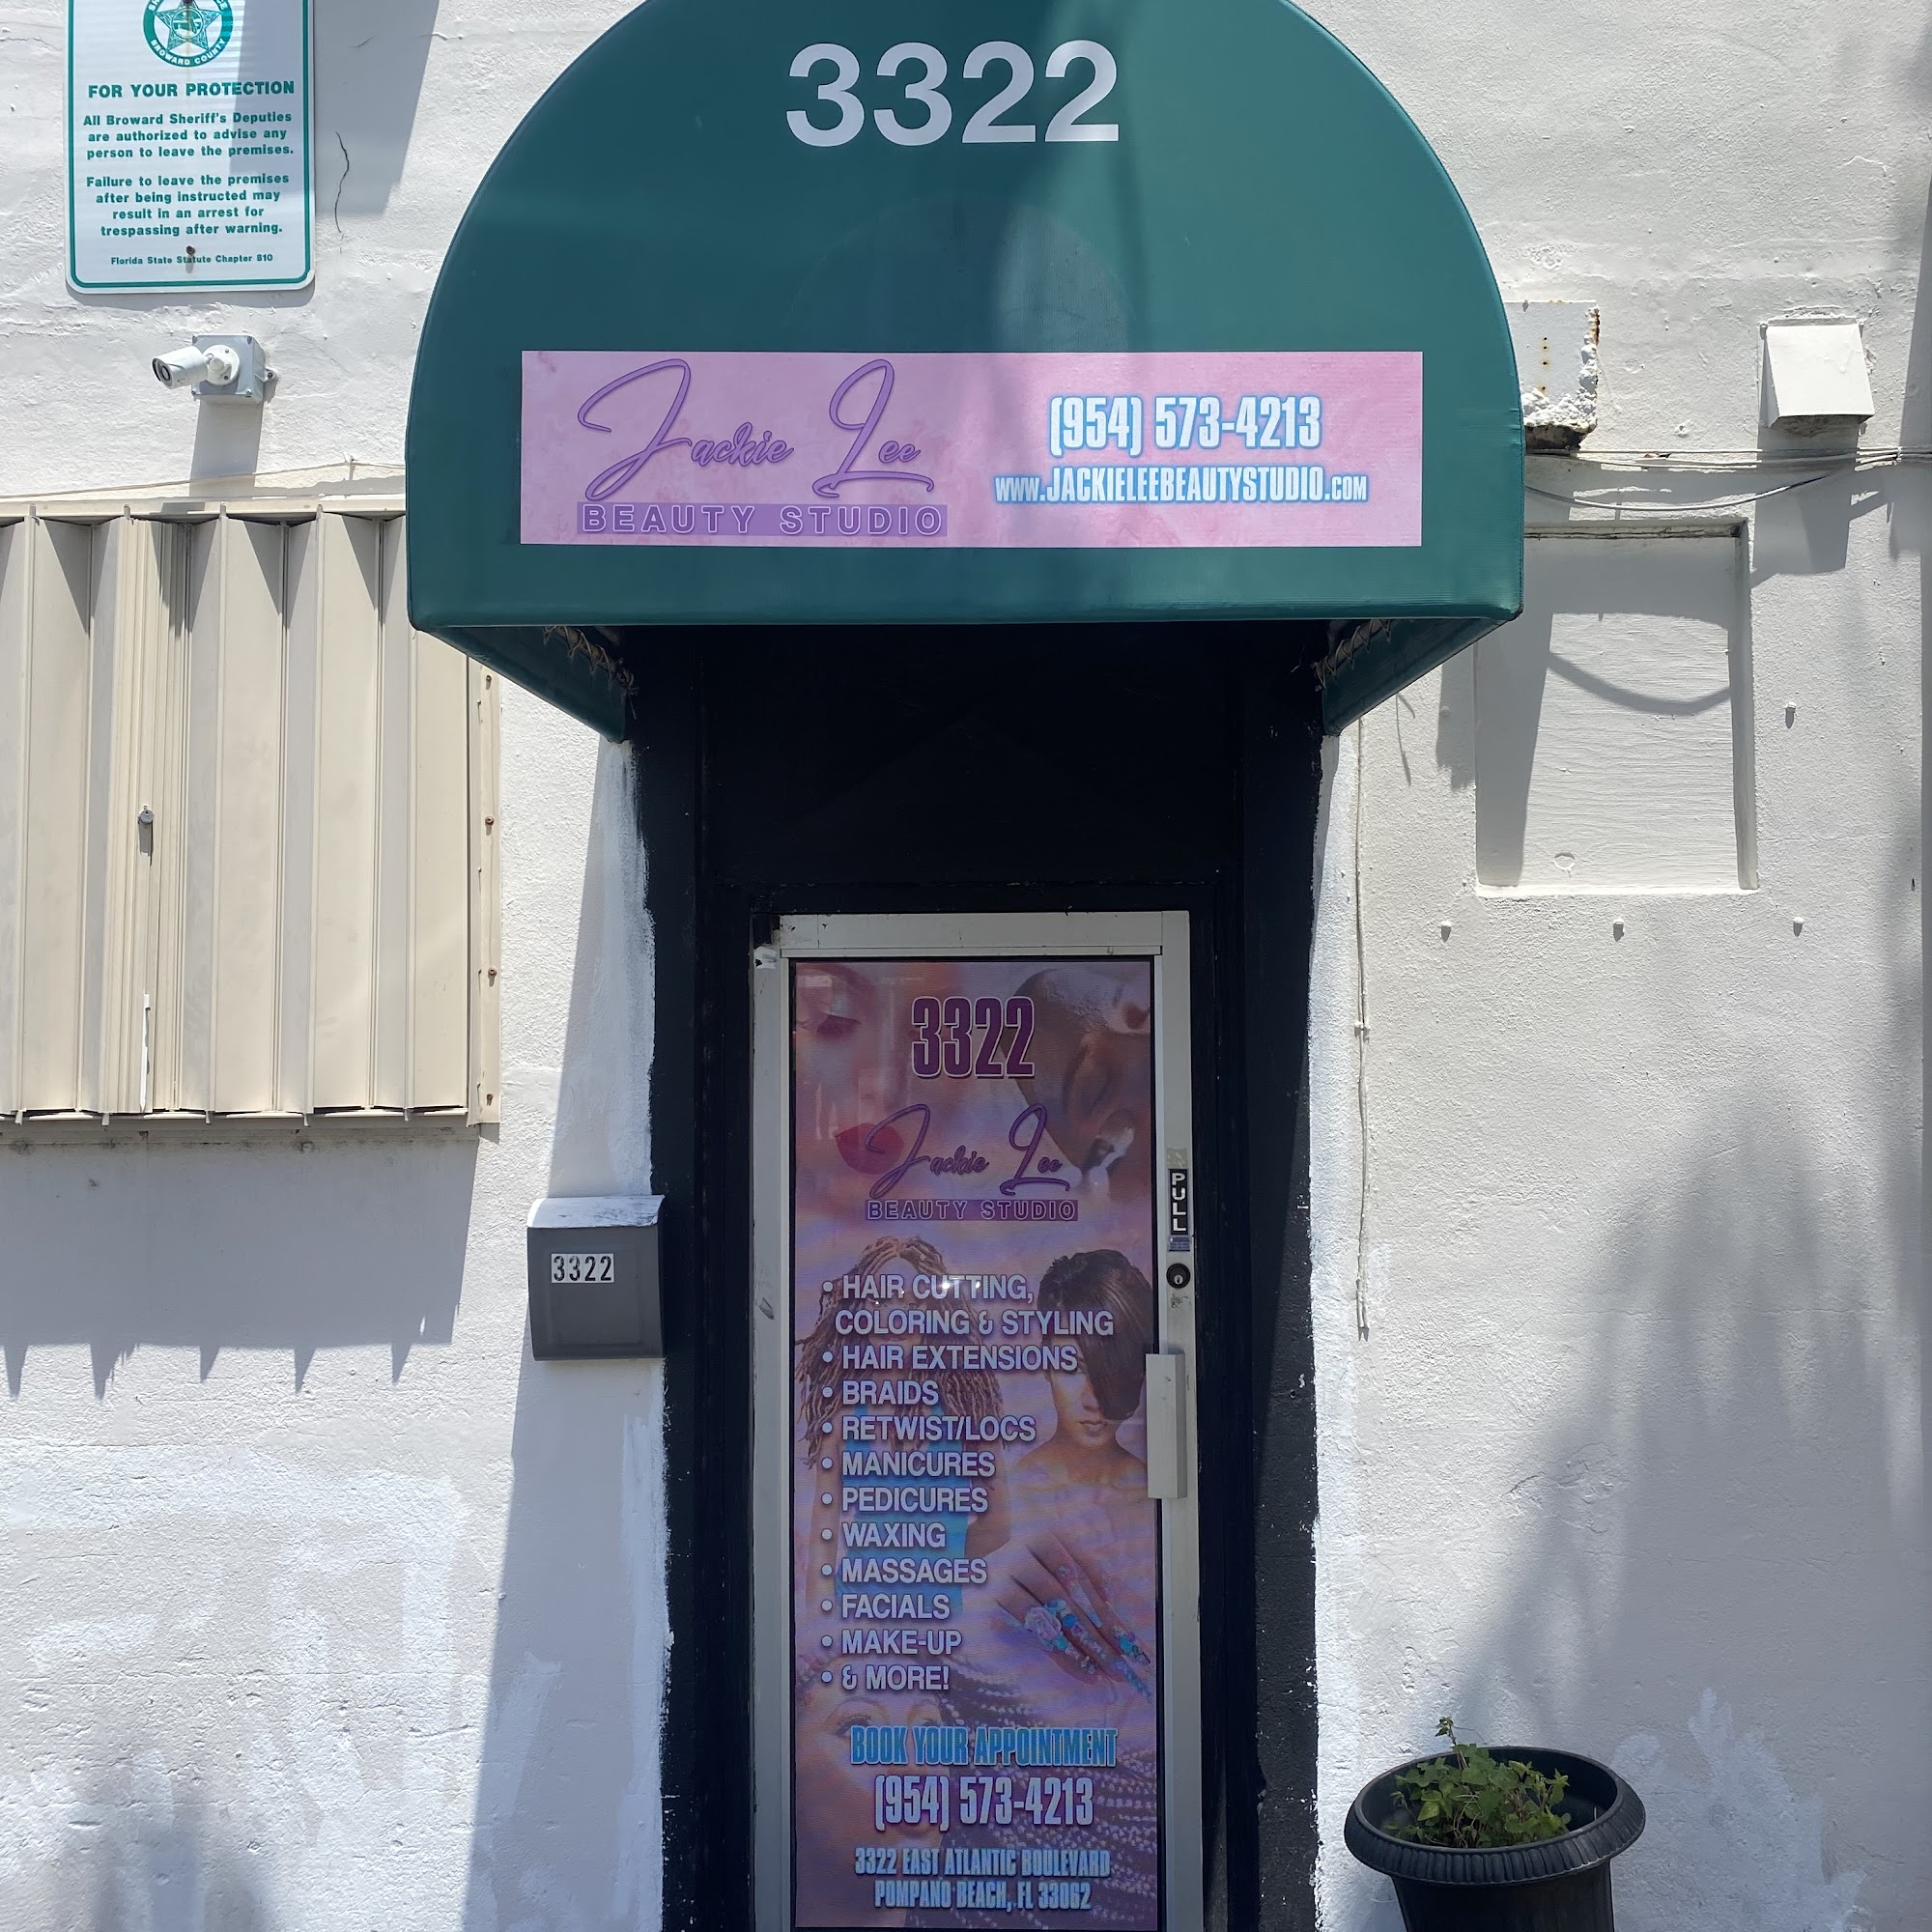 BROWARD COUNTY
FOR YOUR PROTECTION
All Broward Sheriff's Deputies
are authorized to advise any
person to leave the premises.
Failure to leave the premises
after being instructed may
result in an arrest for
trespassing after warning.
Florida State Statute Chapter 810
3322
Jackie Lee
BEAUTY STUDIO
(954) 573-4213
WWW.JACKIELEEBEAUTYSTUDIO.COM
3322
Jackie Lee
BEAUTY STUDIO
PULL
3322
• HAIR CUTTING,
COLORING & STYLING
• HAIR EXTENSIONS
• BRAIDS
• RETWIST/LOCS
• MANICURES
• PEDICURES
• WAXING
• MASSAGES
• FACIALS
• MAKE-UP
• & MORE!
BOOK YOUR APPOINTMENT
(954) 573-4213
3322 EAST ATLANTIC BOULEVARD
POMPANO BEACH, FL 33062